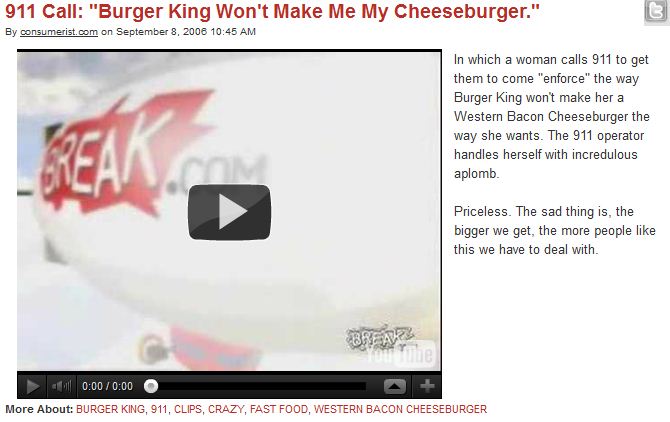 911 Call: "Burger King Won't Make Me My Cheeseburger."
By consumerist.com on September 8, 2006 10:45 AM
BREAK.COM
BREAK
YouTube
0:00 / 0:00
In which a woman calls 911 to get
them to come "enforce" the way
Burger King won't make her a
Western Bacon Cheeseburger the
way she wants. The 911 operator
handles herself with incredulous
aplomb.
Priceless. The sad thing is, the
bigger we get, the more people like
this we have to deal with.
More About: BURGER KING, 911, CLIPS, CRAZY, FAST FOOD, WESTERN BACON CHEESEBURGER